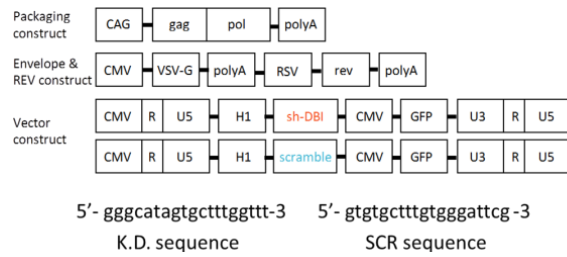 Packaging construct CAG gag pol polyA
Envelope & REV construct CMV VSV-G polyA RSV rev polyA
Vector construct
CMV R U5 H1 sh-DBI CMV GFP U3 R U5
CMV R U5 H1 scramble CMV GFP U3 R U5
5’- gggcatagtgctttggttt-3 5’- gtgtgctttgtgggattcg -3
K.D. sequence SCR sequence